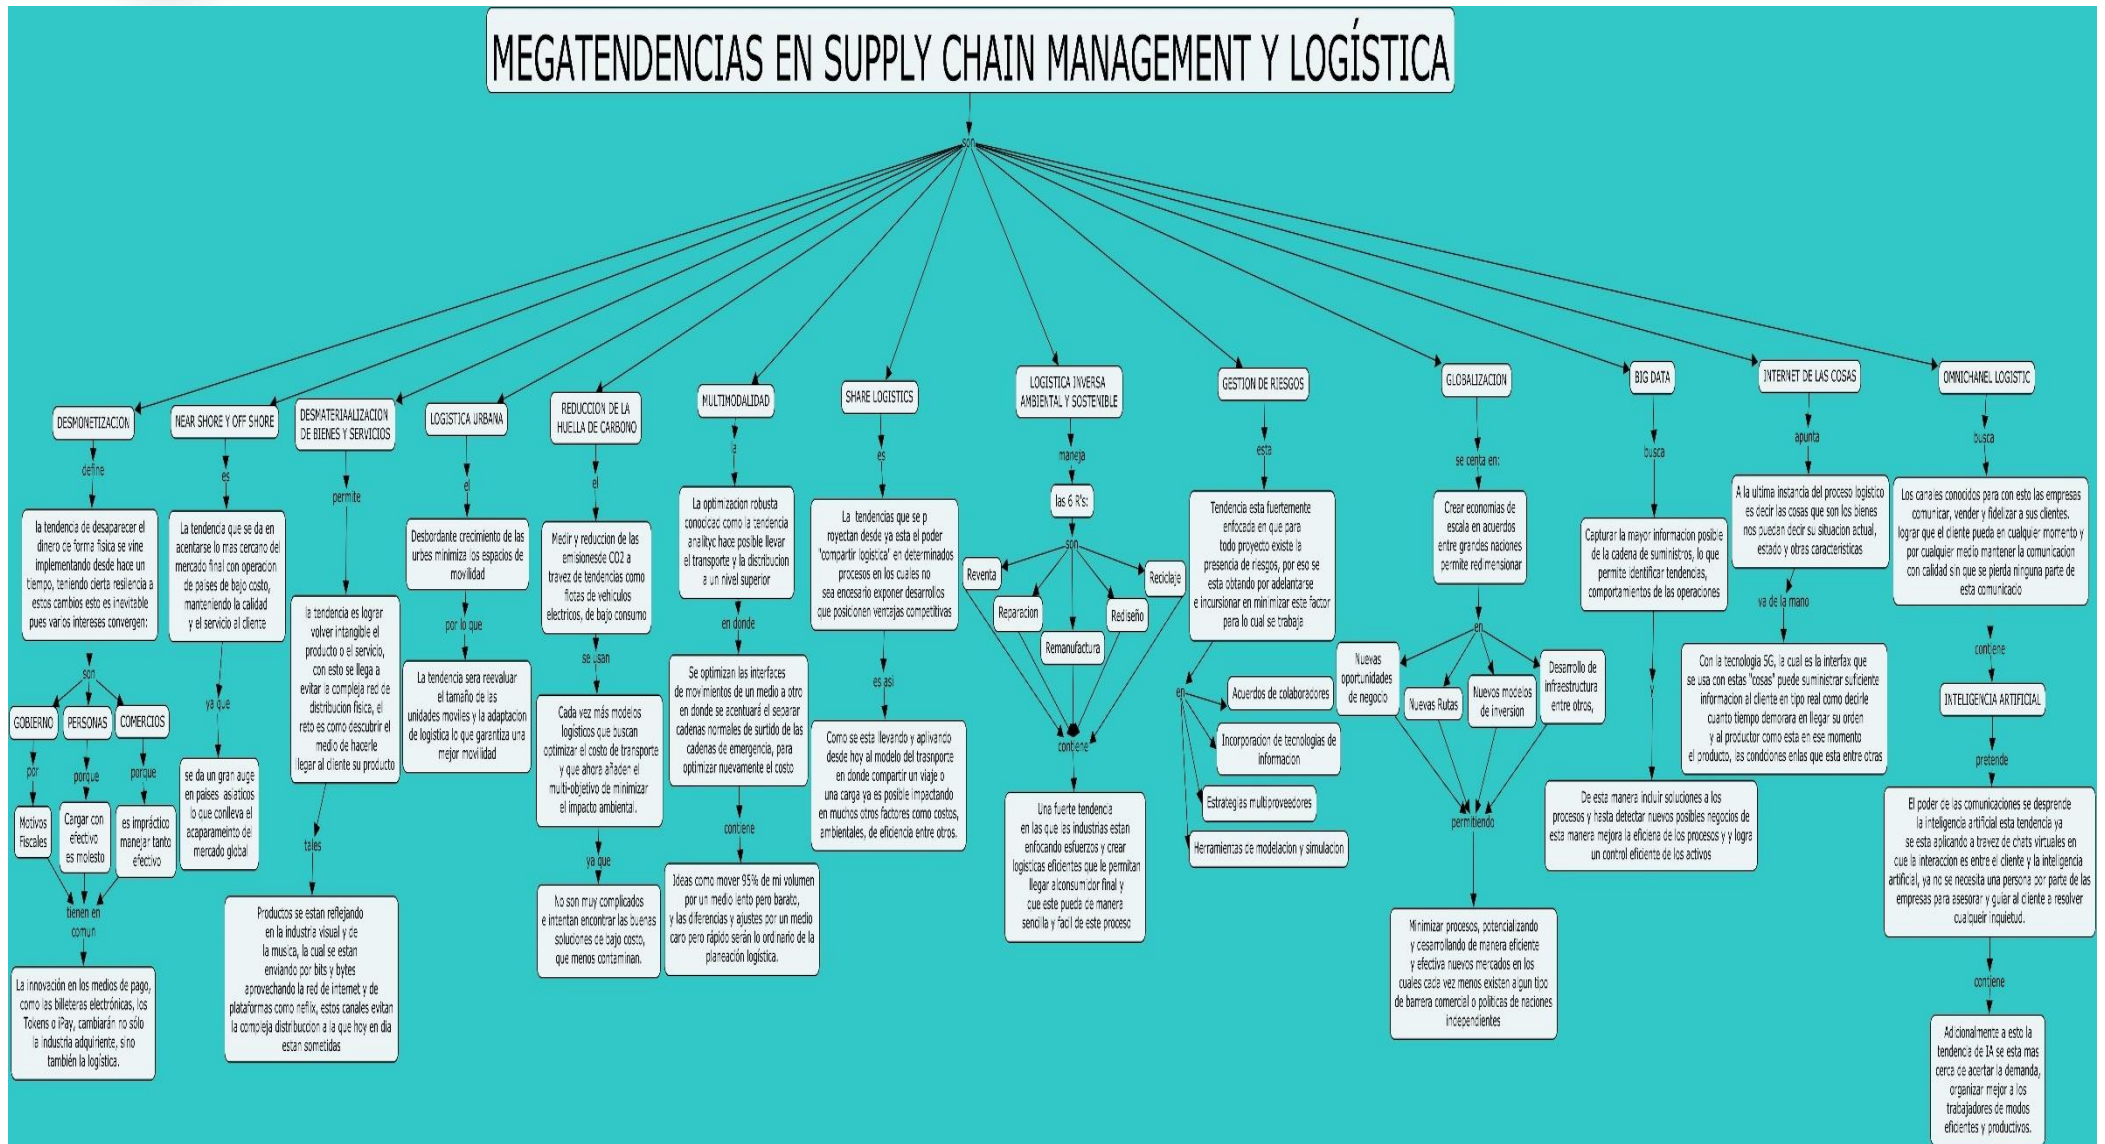 MEGATENDENCIAS EN SUPPLY CHAIN MANAGEMENT Y LOGÍSTICA
son
DESMONETIZACION
define
la tendencia de desaparecer el
dinero de forma fisica se vine
implementando desde hace un
tiempo, teniendo cierta resilencia a
estos cambios esto es inevitable
pues varios intereses convergen:
son
GOBIERNO
PERSONAS
COMERCIOS
por
porque
porque
Motivos
Fiscales
Cargar con
efectivo
es molesto
es impráctico
manejar tanto
efectivo
tienen en
comun
La innovación en los medios de pago,
como las billeteras electrónicas, los
Tokens o iPay, cambiarán no sólo
la industria adquiriente, sino
también la logística.
NEAR SHORE Y OFF SHORE
es
La tendencia que se da en
acentarse lo mas cercano del
mercado final con operacion
de paises de bajo costo,
manteniendo la calidad
y el servicio al cliente
ya que
se da un gran auge
en paises asiaticos
lo que conlleva el
acaparameinto del
mercado global
DESMATERIAALIZACION
DE BIENES Y SERVICIOS
permite
la tendencia es lograr
volver intangible el
producto o el servicio,
con esto se llega a
evitar la compleja red de
distribucion fisica, el
reto es como descubrir el
medio de hacerle
llegar al cliente su producto
tales
Productos se estan reflejando
en la industria visual y de
la musica, la cual se estan
enviando por bits y bytes
aprovechando la red de internet y de
plataformas como neflix, estos canales evitan
la compleja distribuccion a la que hoy en dia
estan sometidas
LOGISTICA URBANA
el
Desbordante crecimiento de las
urbes minimiza los espacios de
movilidad
por lo que
La tendencia sera reevaluar
el tamaño de las
unidades moviles y la adaptacion
de logistica lo que garantiza una
mejor movilidad
REDUCCION DE LA
HUELLA DE CARBONO
el
Medir y reduccion de las
emisionesde CO2 a
travez de tendencias como
flotas de vehiculos
electricos, de bajo consumo
se usan
Cada vez más modelos
logísticos que buscan
optimizar el costo de transporte
y que ahora añaden el
multi-objetivo de minimizar
el impacto ambiental.
ya que
No son muy complicados
e intentan encontrar las buenas
soluciones de bajo costo,
que menos contaminan.
MULTIMODALIDAD
la
La optimizacion robusta
conocidad como la tendencia
analityc hace posible llevar
el transporte y la distribucion
a un nivel superior
en donde
Se optimizan las interfaces
de movimientos de un medio a otro
en donde se acentuará el separar
cadenas normales de surtido de las
cadenas de emergencia, para
optimizar nuevamente el costo
contiene
Ideas como mover 95% de mi volumen
por un medio lento pero barato,
y las diferencias y ajustes por un medio
caro pero rápido serán lo ordinario de la
planeación logística.
SHARE LOGISTICS
es
La tendencias que se p
royectan desde ya esta el poder
"compartir logistica" en determinados
procesos en los cuales no
sea encesario exponer desarrollos
que posicionen ventajas competitivas
es asi
Como se esta llevando y aplivando
desde hoy al modelo del trasnporte
en donde compartir un viaje o
una carga ya es posible impactando
en muchos otros factores como costos,
ambientales, de eficiencia entre otros.
LOGISTICA INVERSA
AMBIENTAL Y SOSTENIBLE
maneja
las 6 R's:
son
Reventa
Reparacion
Remanufactura
Rediseño
Reciclaje
contiene
Una fuerte tendencia
en las que las industrias estan
enfocando esfuerzos y crear
logisticas eficientes que le permitan
llegar alconsumidor final y
que este pueda de manera
sencilla y facil de este proceso
GESTION DE RIESGOS
esta
Tendencia esta fuertemente
enfocada en que para
todo proyecto existe la
presencia de riesgos, por eso se
esta obtando por adelantarse
e incursionar en minimizar este factor
para lo cual se trabaja
en
Acuerdos de colaboradores
Incorporacion de tecnologias de
informacion
Estrategias multiproveedores
Herramientas de modelacion y simulacion
GLOBALIZACION
se centa en:
Crear economias de
escala en acuerdos
entre grandes naciones
permite redimensionar
en
Nuevas
oportunidades
de negocio
Nuevas Rutas
Nuevos modelos
de inversion
Desarrollo de
infraestructura
entre otros,
permitiendo
Minimizar procesos, potencializando
y desarrollando de manera eficiente
y efectiva nuevos mercados en los
cuales cada vez menos existen algun tipo
de barrera comercial o politicas de naciones
independientes
BIG DATA
busca
Capturar la mayor informacion posible
de la cadena de suministros, lo que
permite identificar tendencias,
comportamientos de las operaciones
y
De esta manera incluir soluciones a los
procesos y hasta detectar nuevos posibles negocios de
esta manera mejora la eficiena de los procesos y y logra
un control eficiente de los activos
INTERNET DE LAS COSAS
apunta
A la ultima instancia del proceso logistico
es decir las cosas que son los bienes
nos puedan decir su situacion actual,
estado y otras caracteristicas
va de la mano
Con la tecnologia 5G, la cual es la interfax que
se usa con estas "cosas" puede suministrar suficiente
informacion al cliente en tipo real como decirle
cuanto tiempo demorara en llegar su orden
y al productor como esta en ese momento
el producto, las condciones enlas que esta entre otras
OMNICHANEL LOGISTIC
busca
Los canales conocidos para con esto las empresas
comunicar, vender y fidelizar a sus clientes.
lograr que el cliente pueda en cualquier momento y
por cualquier medio mantener la comunicacion
con calidad sin que se pierda ninguna parte de
esta comunicacio
contiene
INTELIGENCIA ARTIFICIAL
pretende
El poder de las comunicaciones se desprende
la inteligencia artificial esta tendencia ya
se esta aplicando a travez de chats virtuales en
que la interaccion es entre el cliente y la inteligencia
artificial, ya no se necesita una persona por parte de las
empresas para asesorar y guiar al cliente a resolver
cualqueir inquietud.
contiene
Adicionalmente a esto la
tendencia de IA se esta mas
cerca de acertar la demanda,
organizar mejor a los
trabajadores de modos
eficientes y productivos.